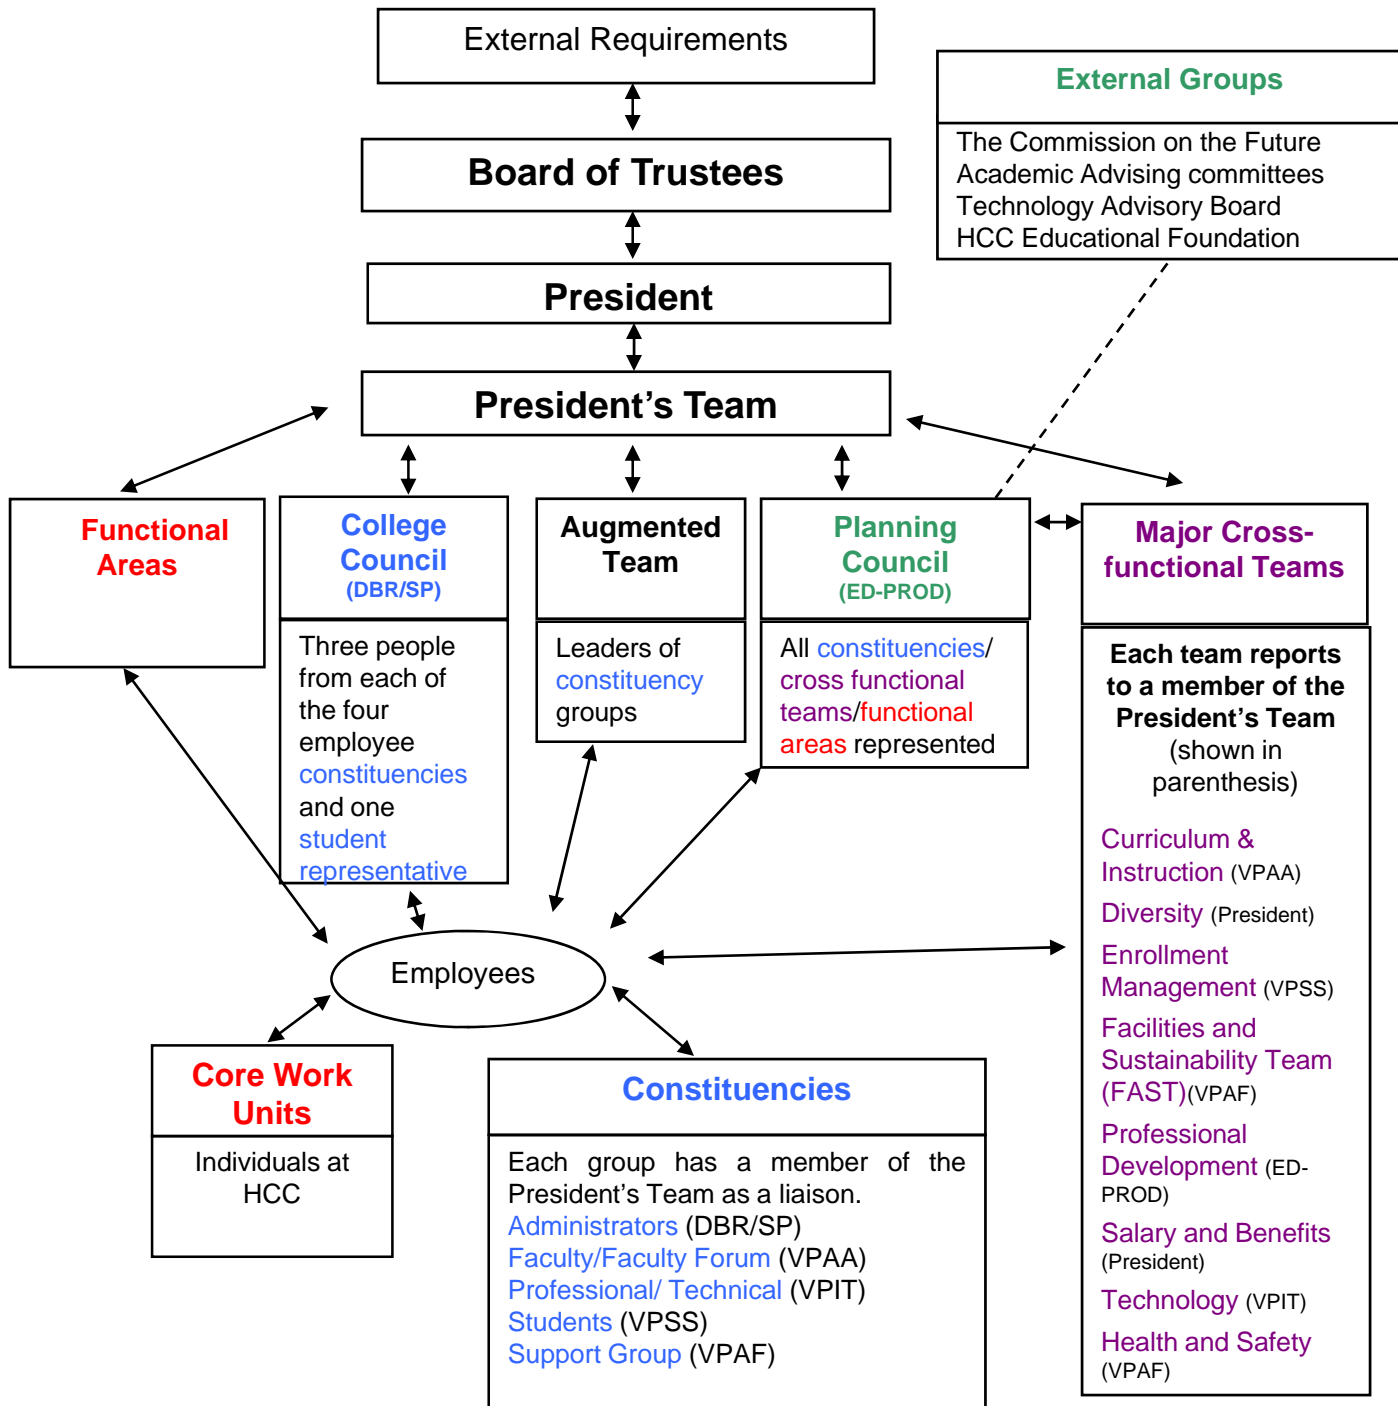 External Requirements
External Groups
The Commission on the Future
Academic Advising committees
Technology Advisory Board
HCC Educational Foundation
Board of Trustees
President
President’s Team
Functional
Areas
College
Council
(DBR/SP)
Three people
from each of
the four
employee
constituencies
and one
student
representative
Augmented
Team
Leaders of
constituency
groups
Planning
Council
(ED-PROD)
All constituencies/
cross functional
teams/functional
areas represented
Major Cross-
functional Teams
Each team reports
to a member of the
President’s Team
(shown in
parenthesis)
Curriculum &
Instruction (VPAA)
Diversity (President)
Enrollment
Management (VPSS)
Facilities and
Sustainability Team
(FAST)(VPAF)
Professional
Development (ED-
PROD)
Salary and Benefits
(President)
Technology (VPIT)
Health and Safety
(VPAF)
Employees
Core Work
Units
Individuals at
HCC
Constituencies
Each group has a member of the
President’s Team as a liaison.
Administrators (DBR/SP)
Faculty/Faculty Forum (VPAA)
Professional/ Technical (VPIT)
Students (VPSS)
Support Group (VPAF)